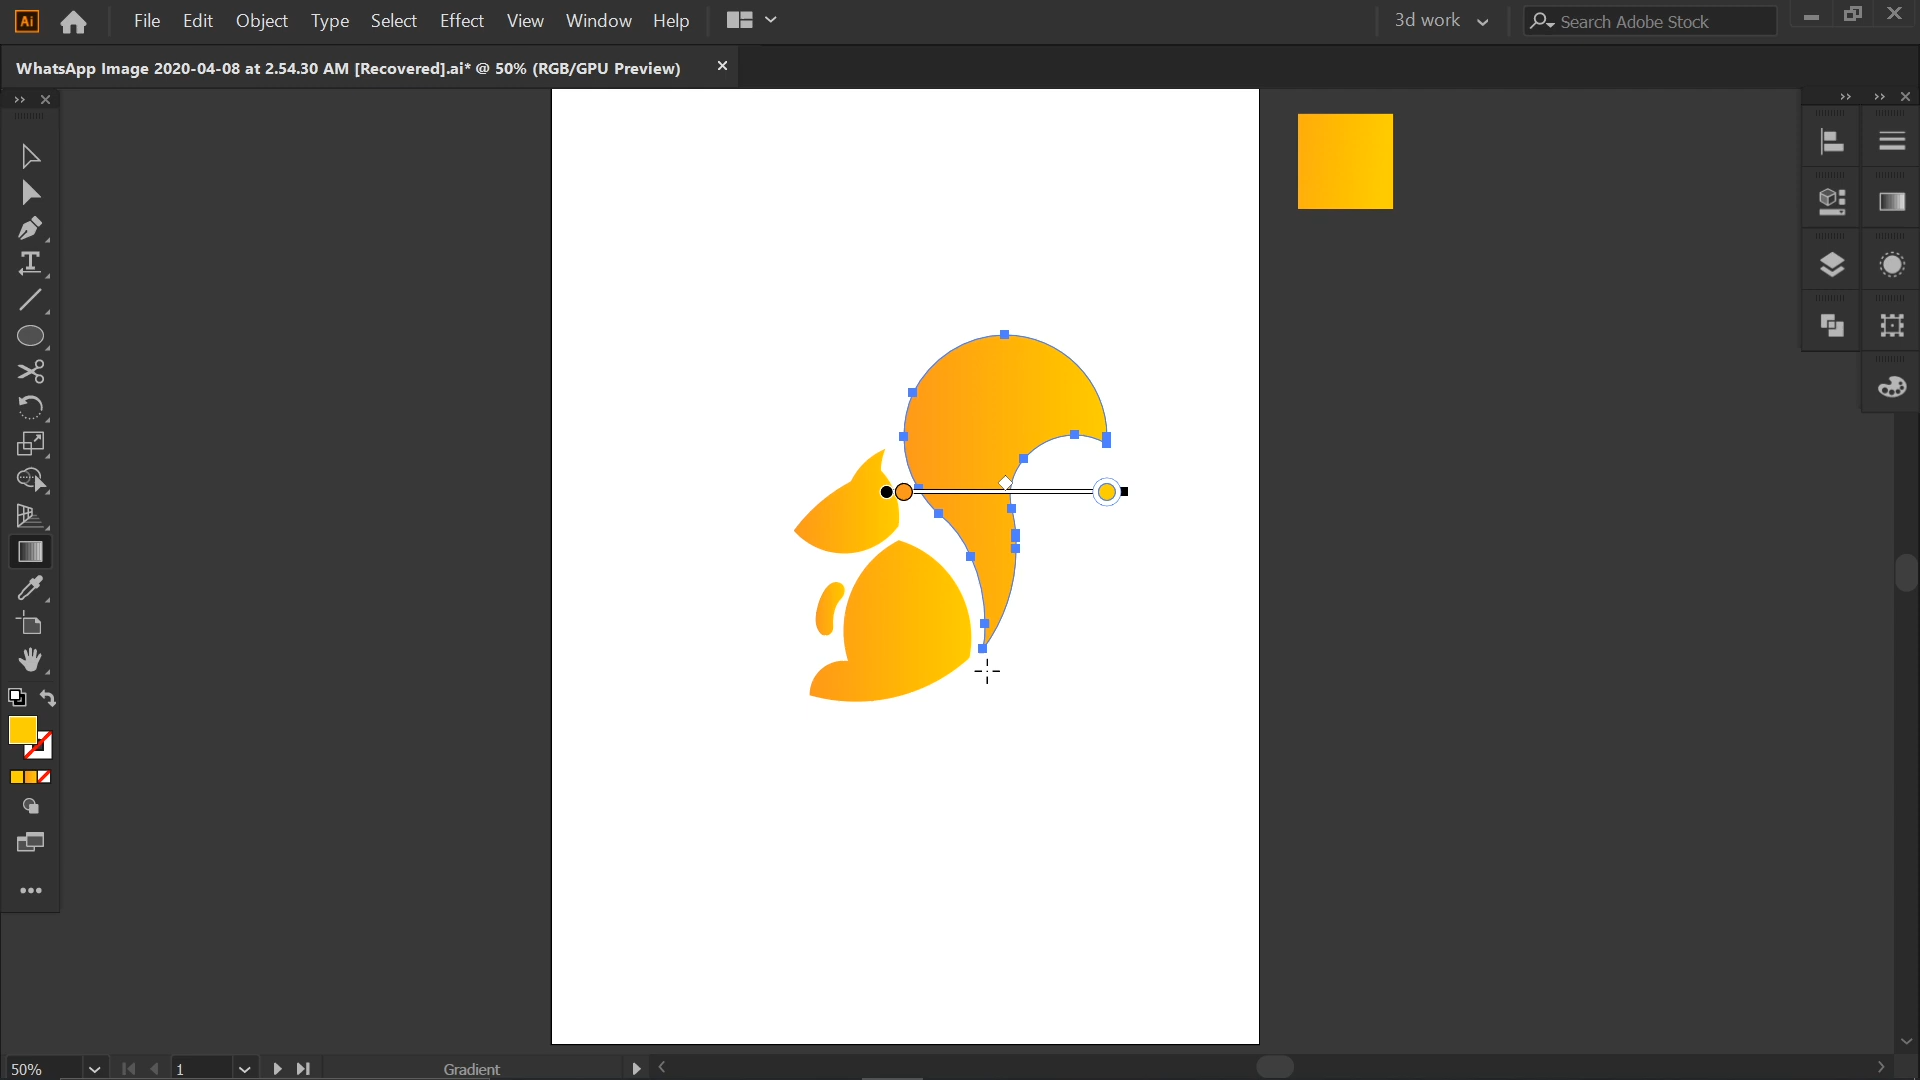 Ai File Edit Object Type Select Effect View Window Help 3d work Search Adobe Stock
WhatsApp Image 2020-04-08 at 2.54.30 AM [Recovered].ai* @ 50% (RGB/GPU Preview)
50% 1 Gradient